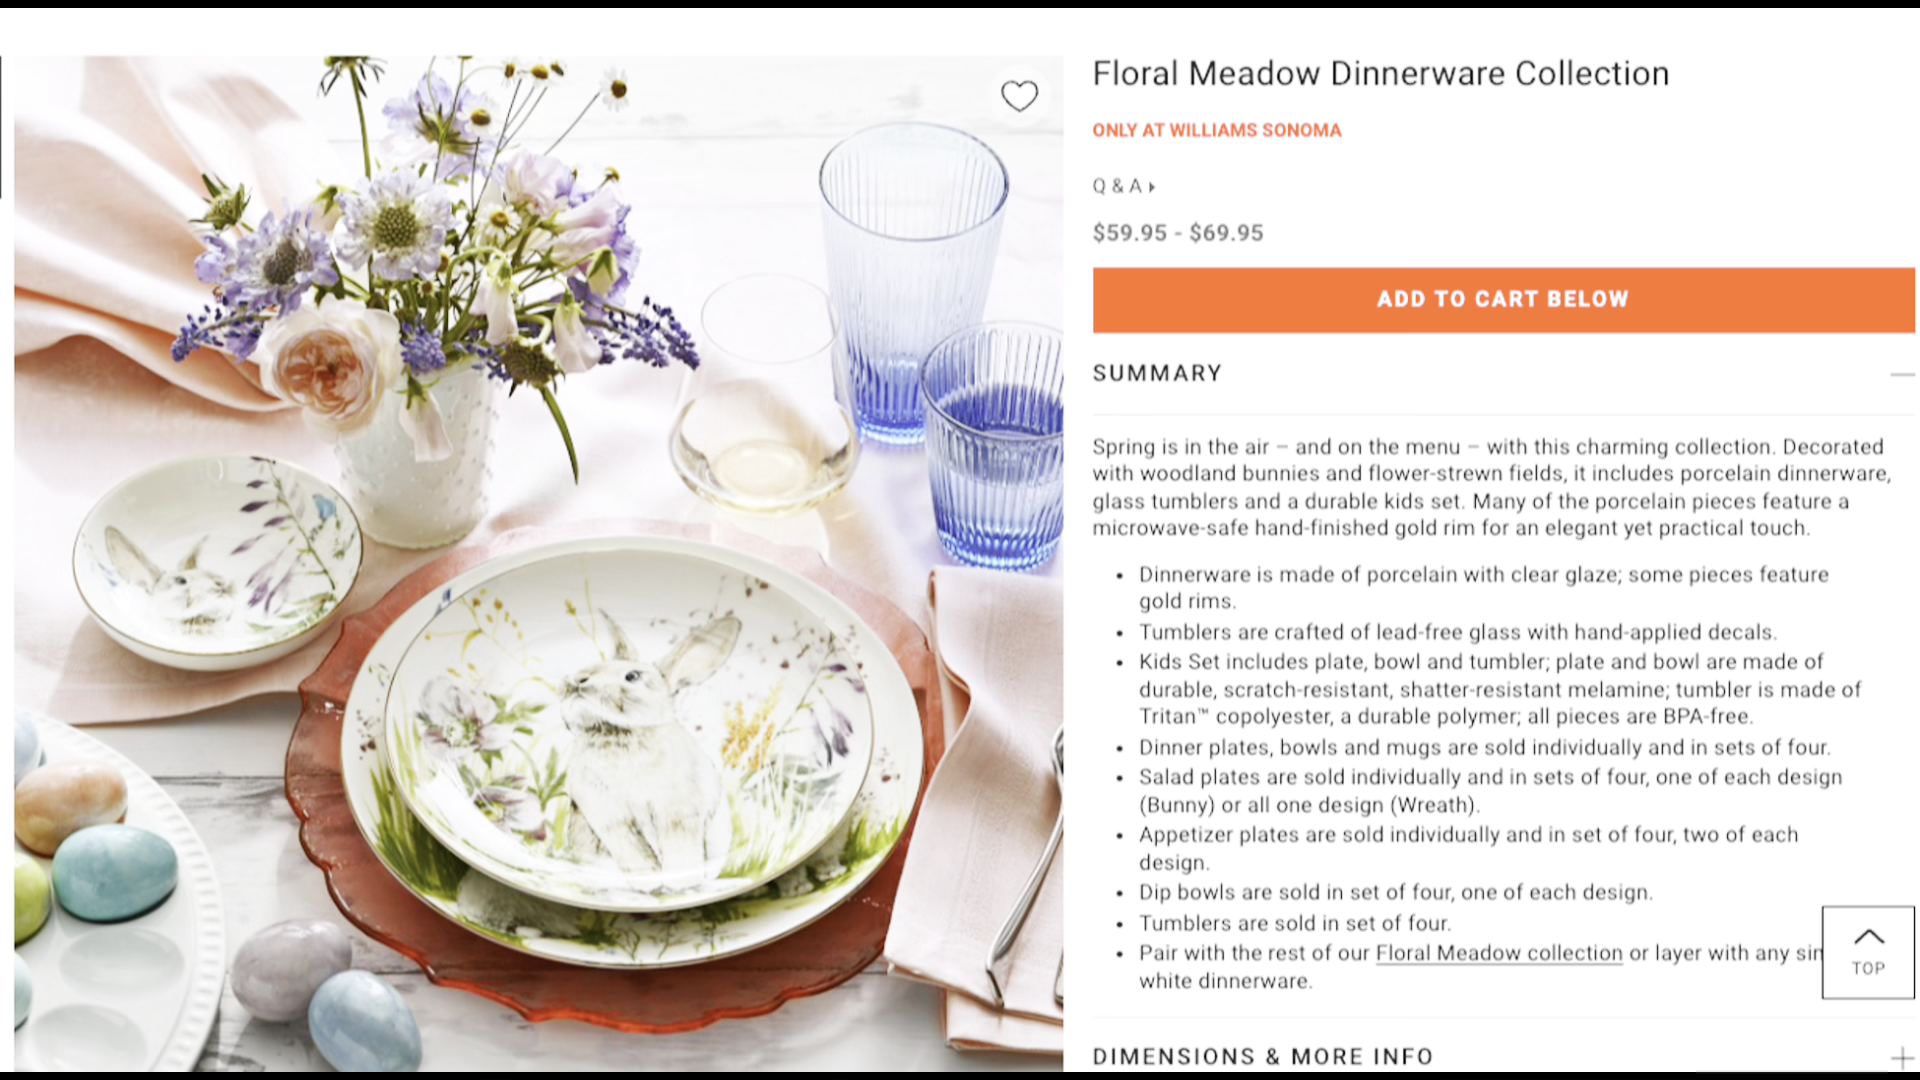 Floral Meadow Dinnerware Collection
ONLY AT WILLIAMS SONOMA
Q & A
$59.95 - $69.95
ADD TO CART BELOW
SUMMARY
Spring is in the air – and on the menu – with this charming collection. Decorated
with woodland bunnies and flower-strewn fields, it includes porcelain dinnerware,
glass tumblers and a durable kids set. Many of the porcelain pieces feature a
microwave-safe hand-finished gold rim for an elegant yet practical touch.
• Dinnerware is made of porcelain with clear glaze; some pieces feature
gold rims.
• Tumblers are crafted of lead-free glass with hand-applied decals.
• Kids Set includes plate, bowl and tumbler; plate and bowl are made of
durable, scratch-resistant, shatter-resistant melamine; tumbler is made of
Tritan™ copolyester, a durable polymer; all pieces are BPA-free.
• Dinner plates, bowls and mugs are sold individually and in sets of four.
• Salad plates are sold individually and in sets of four, one of each design
(Bunny) or all one design (Wreath).
• Appetizer plates are sold individually and in set of four, two of each
design.
• Dip bowls are sold in set of four, one of each design.
• Tumblers are sold in set of four.
• Pair with the rest of our Floral Meadow collection or layer with any
white dinnerware.
TOP
DIMENSIONS & MORE INFO